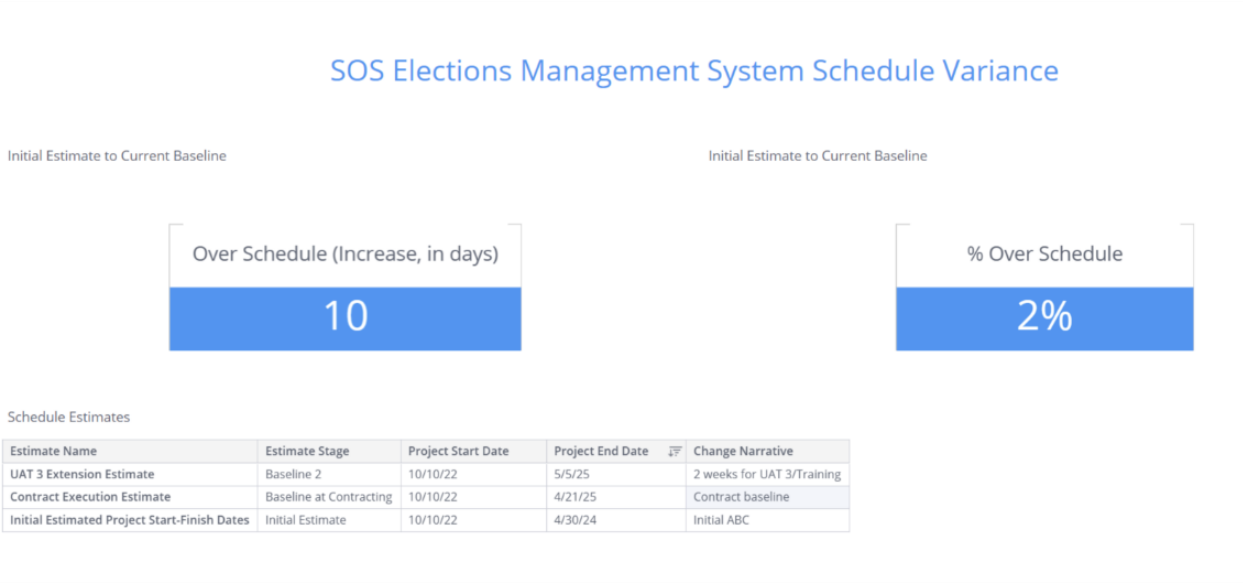 SOS Elections Management System Schedule Variance
Initial Estimate to Current Baseline
Initial Estimate to Current Baseline
Over Schedule (Increase, in days)
10
% Over Schedule
2%
Schedule Estimates
Estimate Name Estimate Stage Project Start Date Project End Date Change Narrative
UAT 3 Extension Estimate Baseline 2 10/10/22 5/5/25 2 weeks for UAT 3/Training
Contract Execution Estimate Baseline at Contracting 10/10/22 4/21/25 Contract baseline
Initial Estimated Project Start-Finish Dates Initial Estimate 10/10/22 4/30/24 Initial ABC